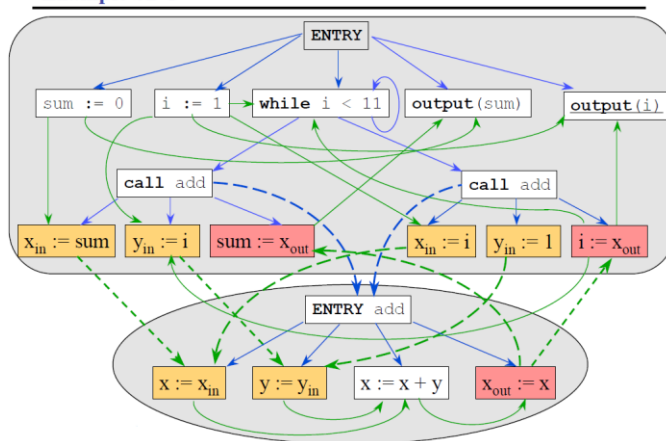 ENTRY
sum := 0 i := 1 while i < 11 output(sum) output(i)
call add call add
xin := sum yin := i sum := xout xin := i yin := 1 i := xout
ENTRY add
x := xin y := yin x := x + y xout := x